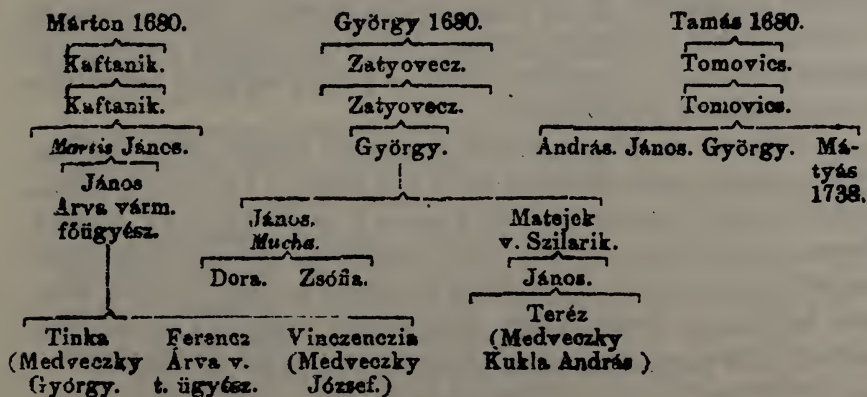 Márton 1680. György 1680. Tamás 1680.
Kaftanik. Zatyovecz. Tomovics.
Kaftanik. Zatyovecz. Tomovics.
Mortis János. György. András. János. György. Má-
tyás
1738.
János
Árva várm.
főügyész.
János.
Mucha.
Matejek
v. Szilarik.
Dora. Zsófia. János.
Teréz
(Medveczky
Kukla András)
Tinka Ferencz Vinczenczia
(Medveczky Árva v. (Medveczky
György. t. ügyész. József.)